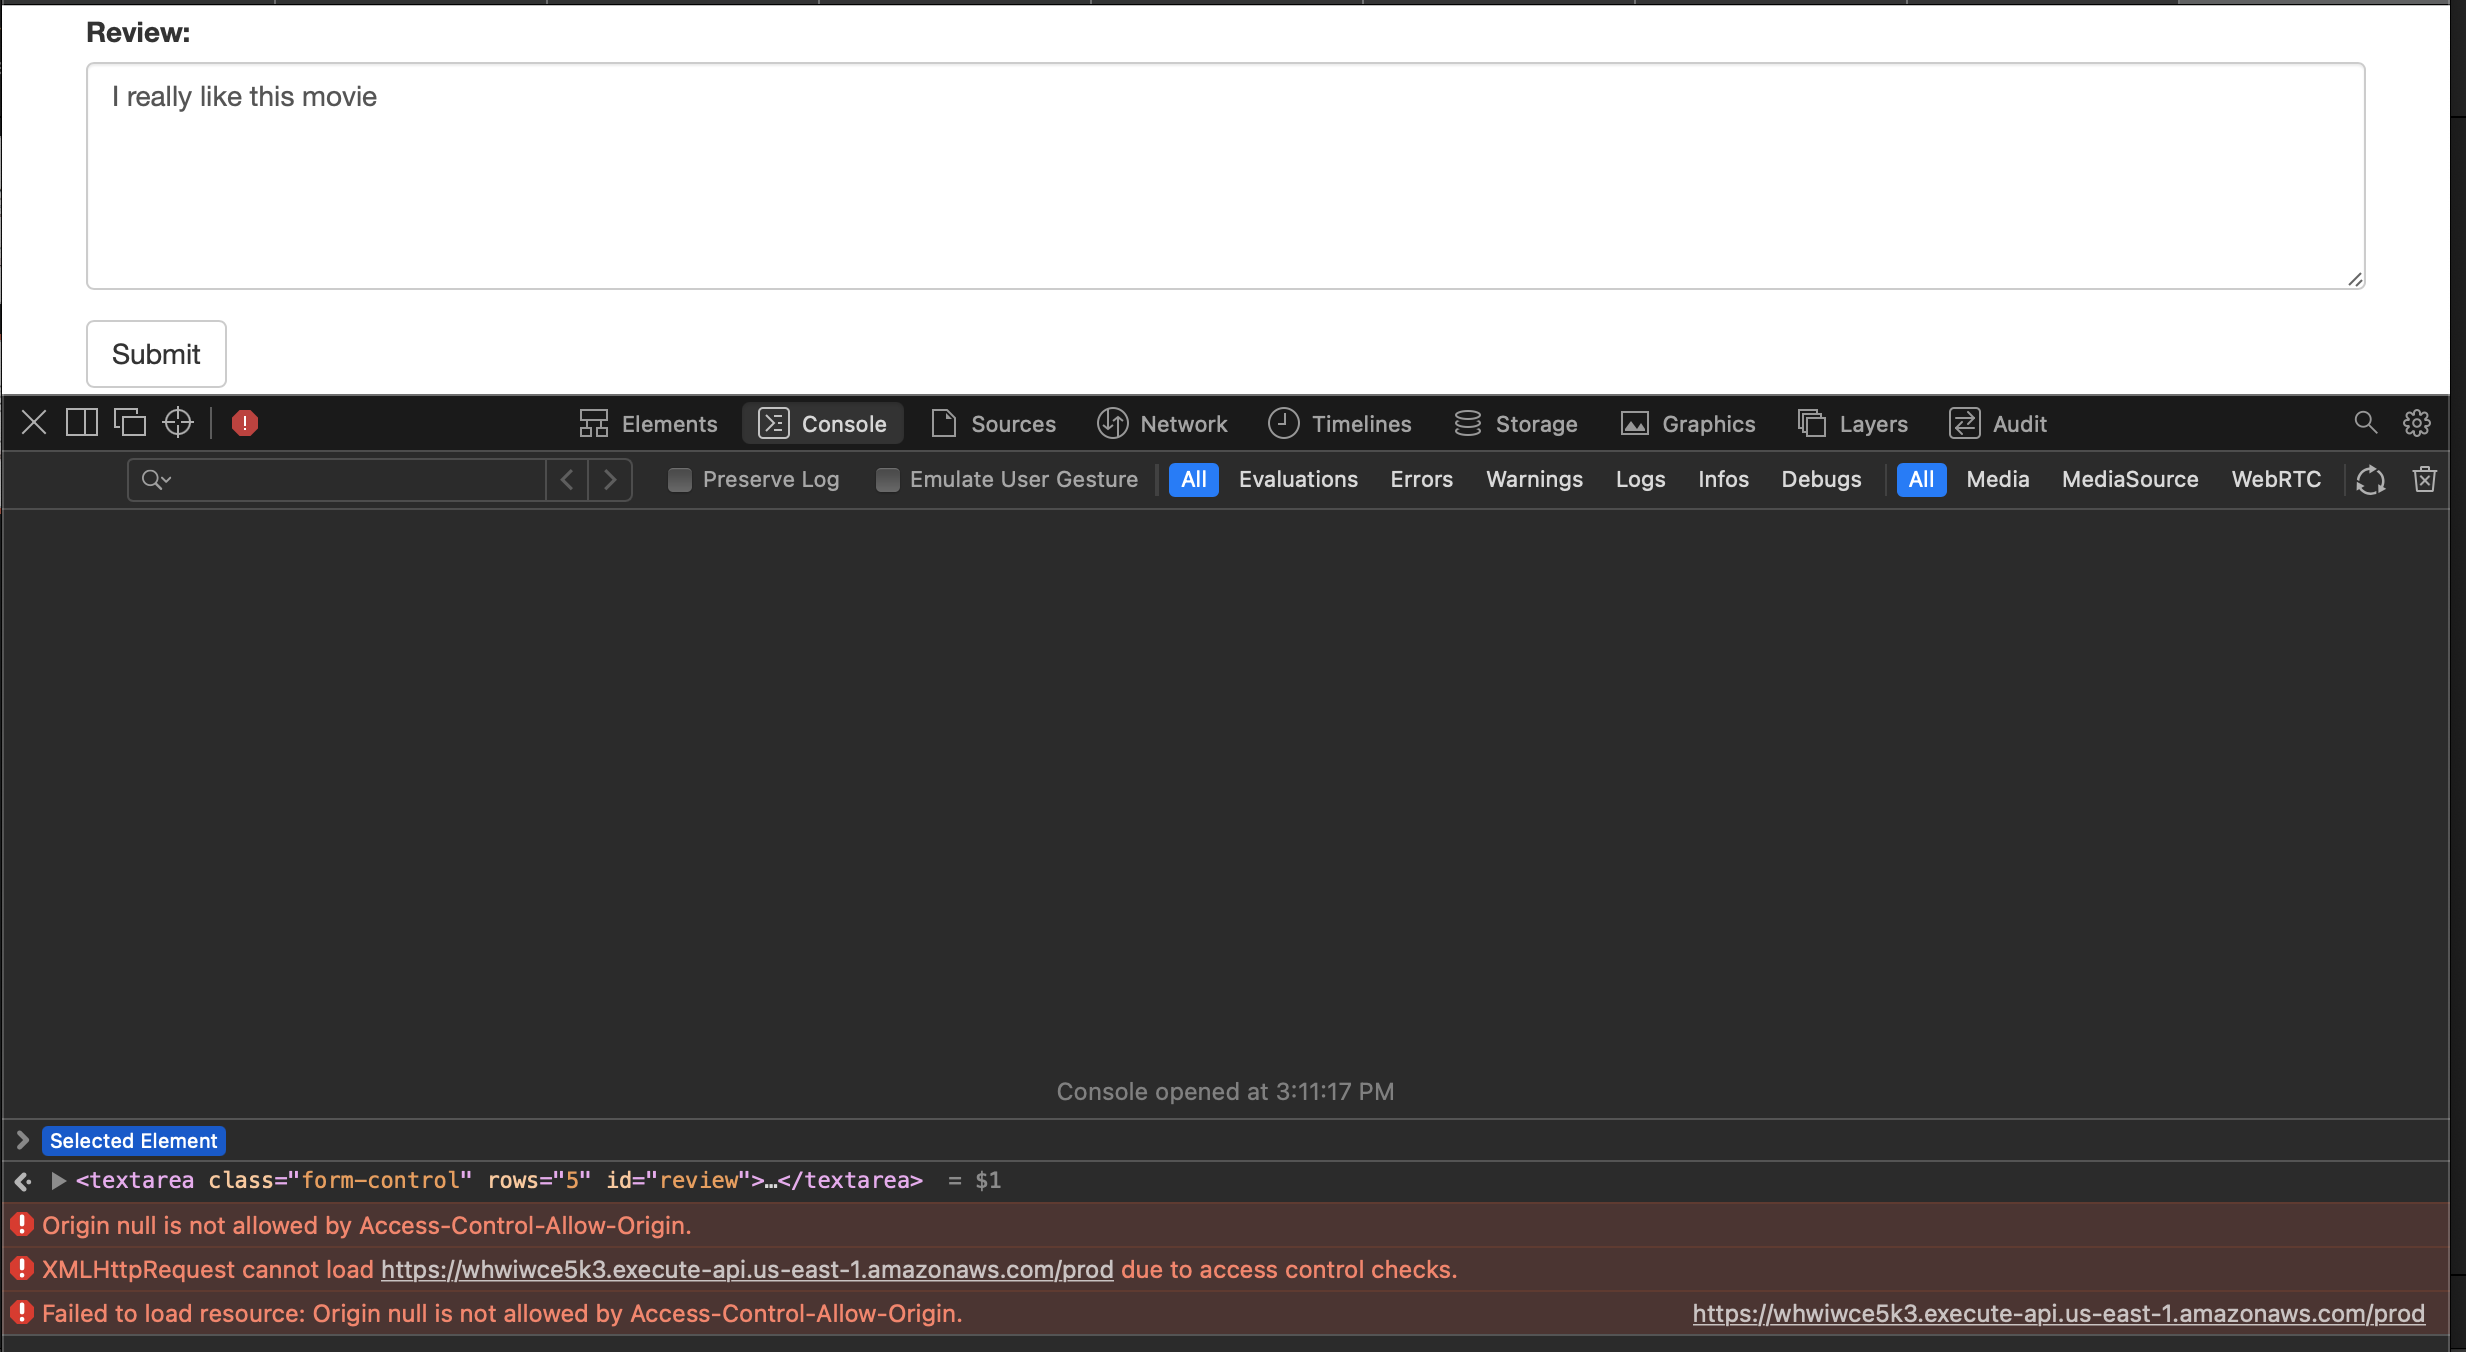 Review:
I really like this movie
Submit
Elements Console Sources Network Timelines Storage Graphics Layers Audit
Preserve Log Emulate User Gesture All Evaluations Errors Warnings Logs Infos Debugs All Media MediaSource WebRTC
Console opened at 3:11:17 PM
Selected Element
<textarea class="form-control" rows="5" id="review">…</textarea> = $1
Origin null is not allowed by Access-Control-Allow-Origin.
XMLHttpRequest cannot load https://whwiwce5k3.execute-api.us-east-1.amazonaws.com/prod due to access control checks.
Failed to load resource: Origin null is not allowed by Access-Control-Allow-Origin. https://whwiwce5k3.execute-api.us-east-1.amazonaws.com/prod